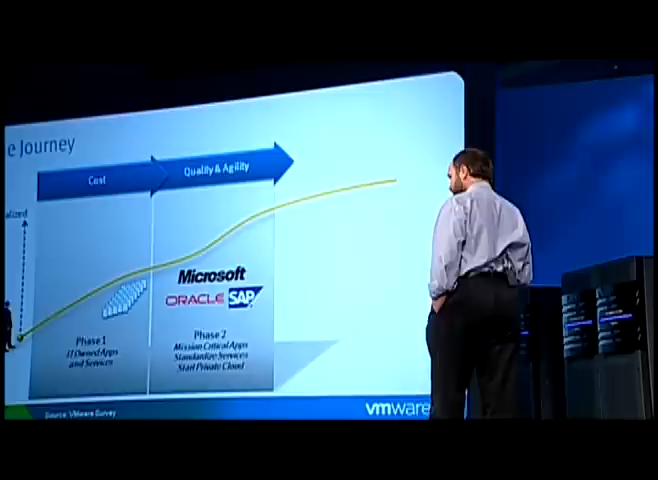 e Journey
Cost
Quality & Agility
alized
Microsoft
ORACLE
SAP
Phase 1
IT Owned Apps
and Services
Phase 2
Mission Critical Apps
Standardize Services
Start Private Cloud
Source: VMware Survey
vmware